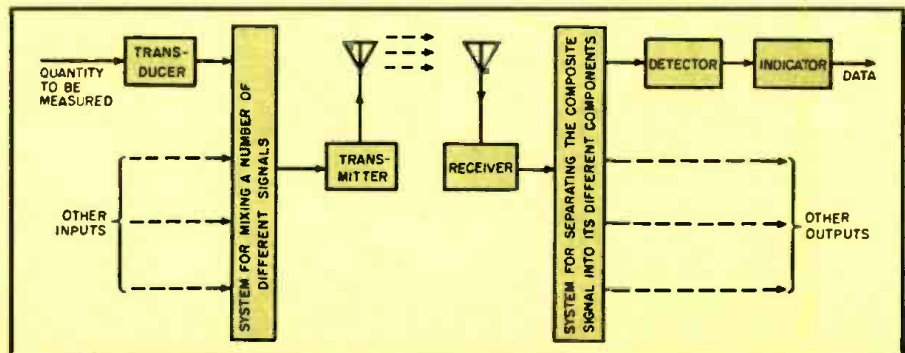 TRANS-
DUCER
QUANTITY
TO BE
MEASURED
OTHER
INPUTS
SYSTEM FOR MIXING A NUMBER OF
DIFFERENT SIGNALS
TRANS-
MITTER
RECEIVER
SYSTEM FOR SEPARATING THE COMPOSITE
SIGNAL INTO ITS DIFFERENT COMPONENTS
DETECTOR
INDICATOR
DATA
OTHER
OUTPUTS